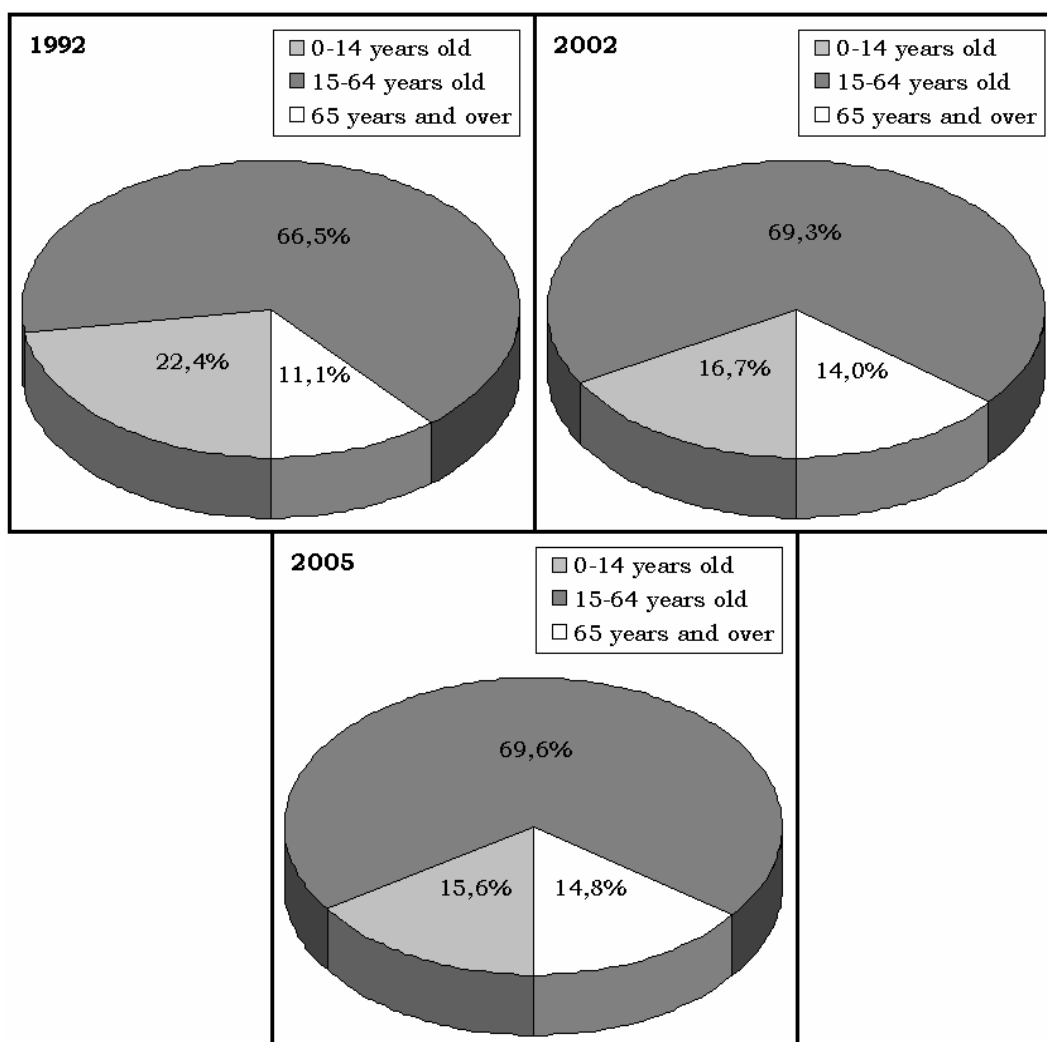 1992
0-14 years old
15-64 years old
65 years and over
66,5%
22,4%
11,1%
2002
0-14 years old
15-64 years old
65 years and over
69,3%
16,7%
14,0%
2005
0-14 years old
15-64 years old
65 years and over
69,6%
15,6%
14,8%